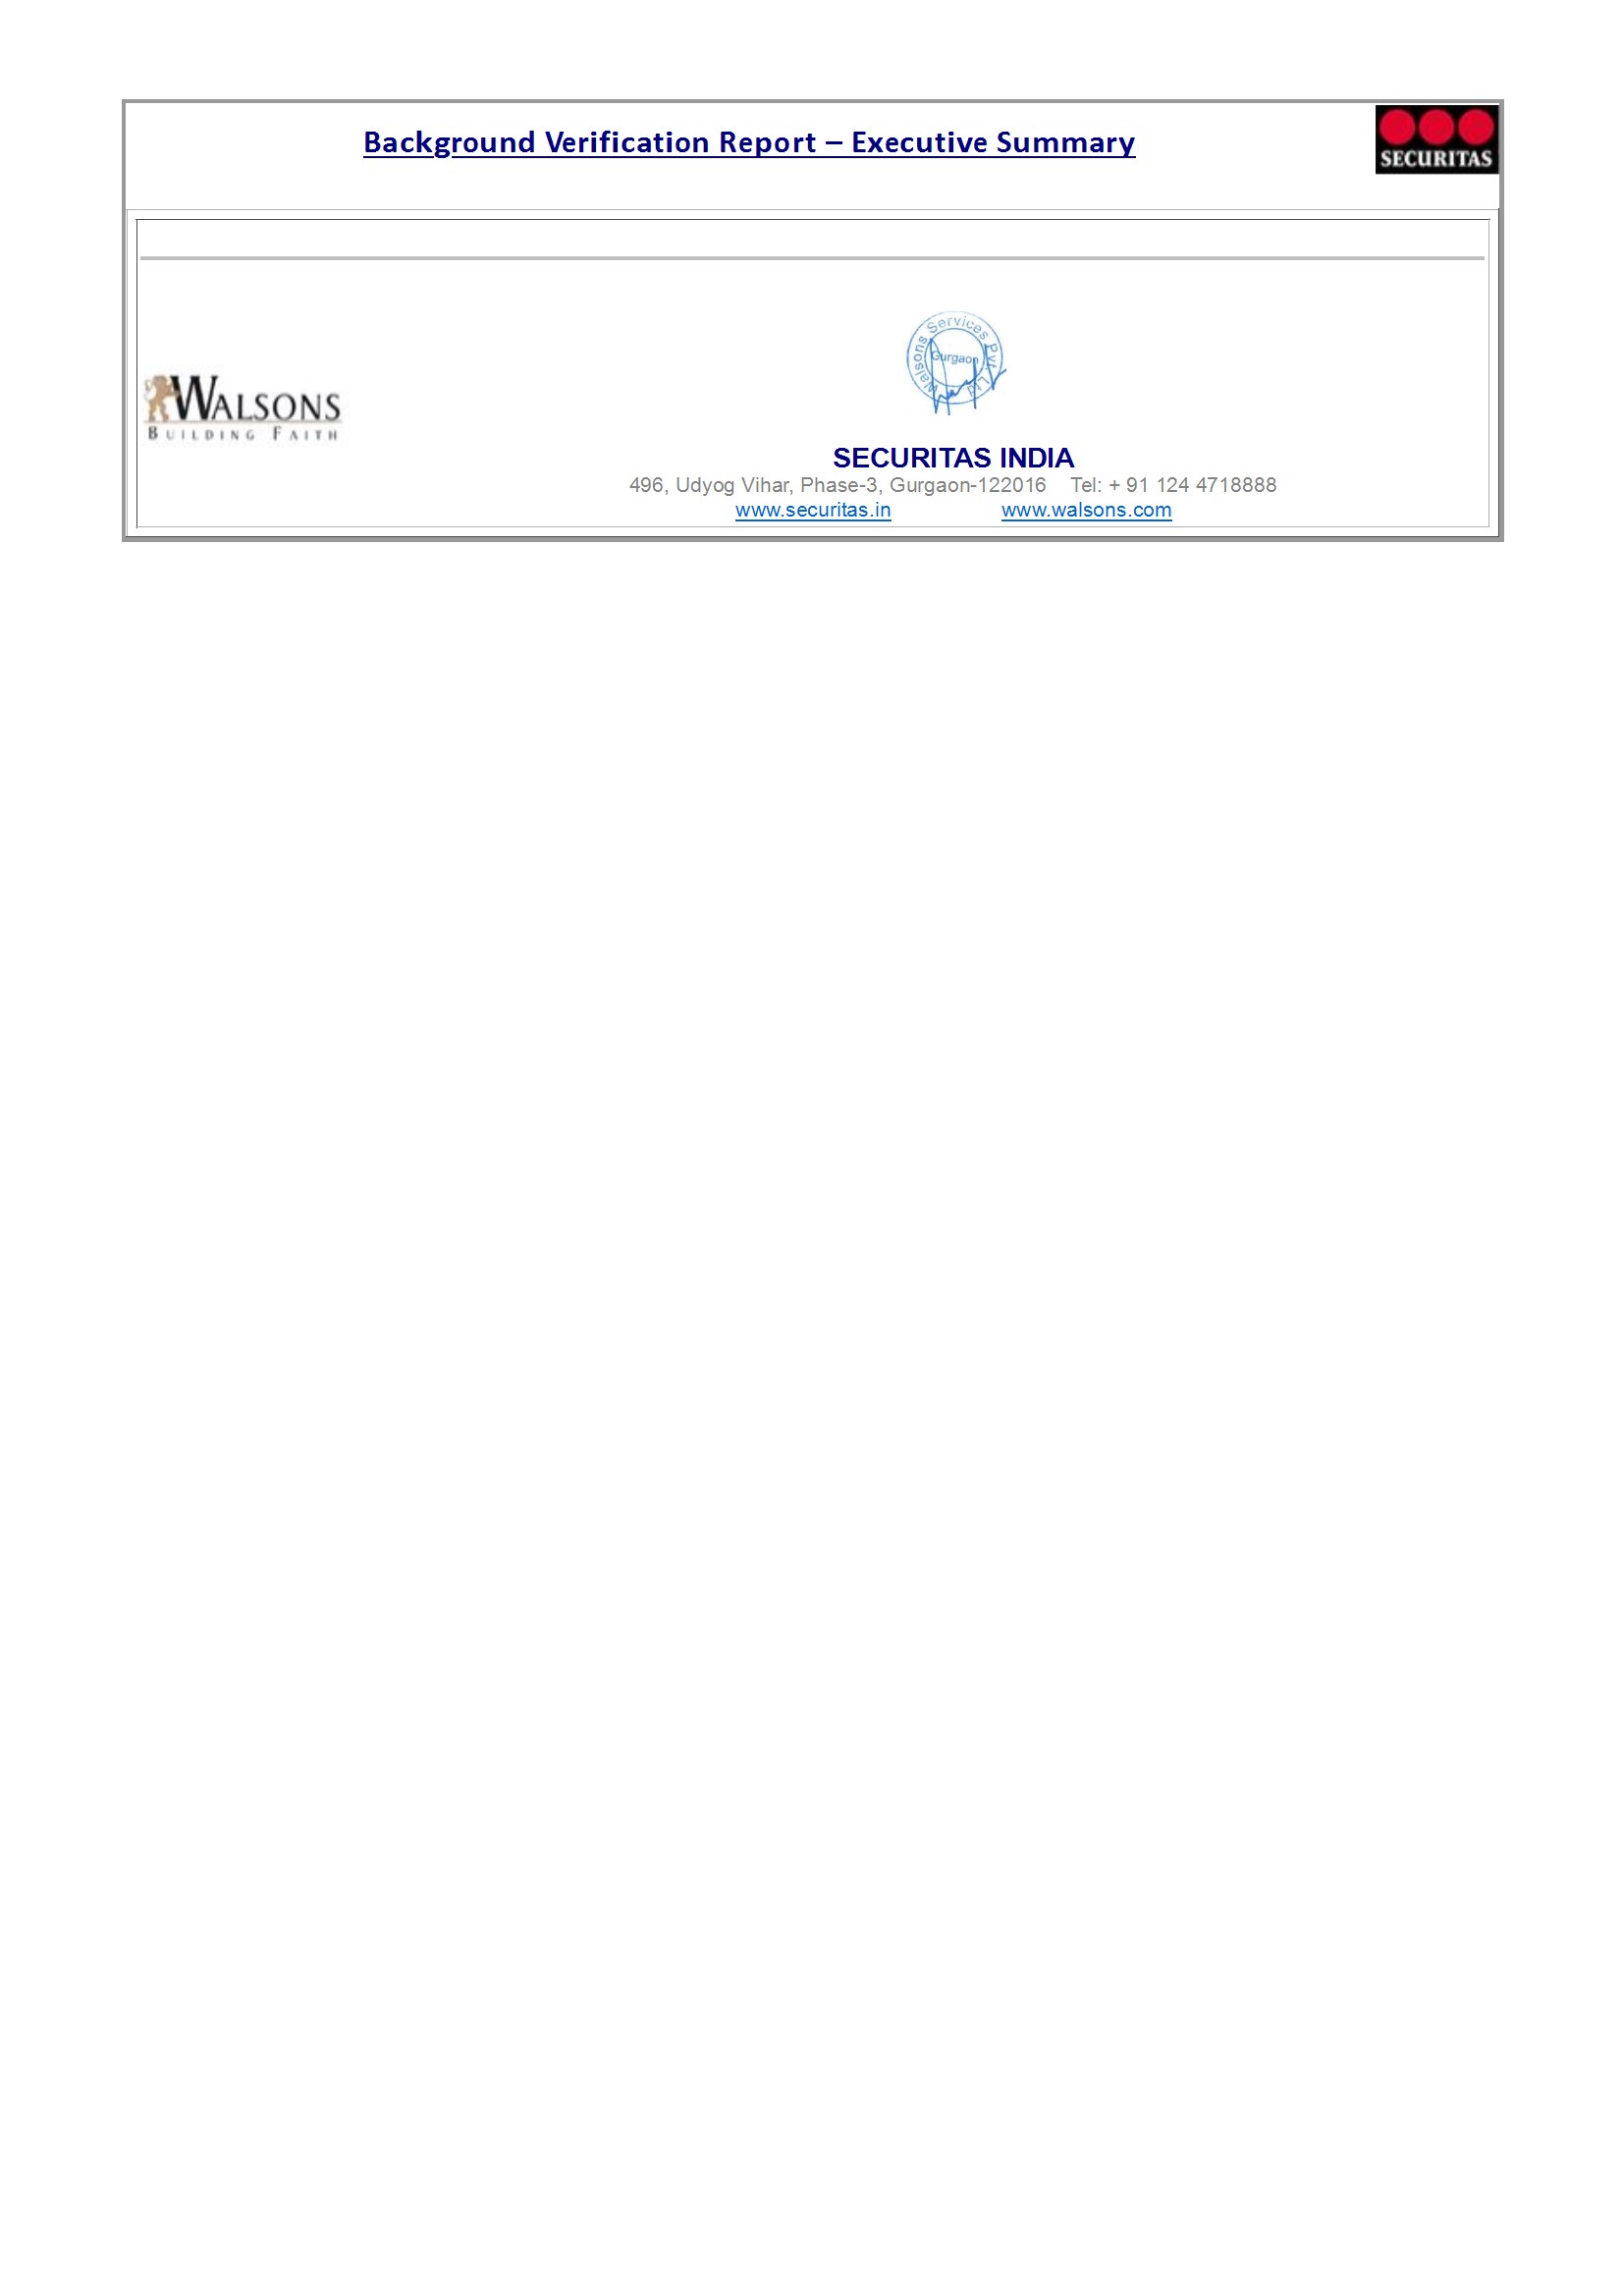 Background Verification Report – Executive Summary
SECURITAS
Walsons Services Pvt. Ltd
Gurgaon
WALSONS
BUILDING FAITH
SECURITAS INDIA
496, Udyog Vihar, Phase-3, Gurgaon-122016 Tel: + 91 124 4718888
www.securitas.in www.walsons.com